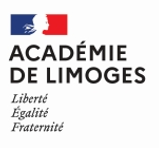 ACADÉMIE
DE LIMOGES
Liberté
Égalité
Fraternité